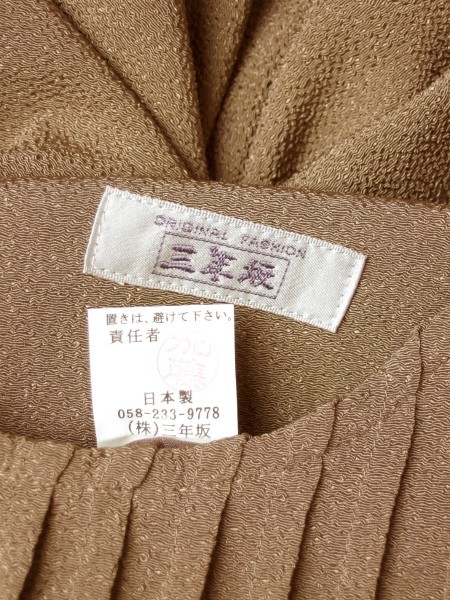 ORIGINAL FASHION
三年坂
置きは、避けて下さい。
責任者
日本製
058-233-9778
(株)三年坂